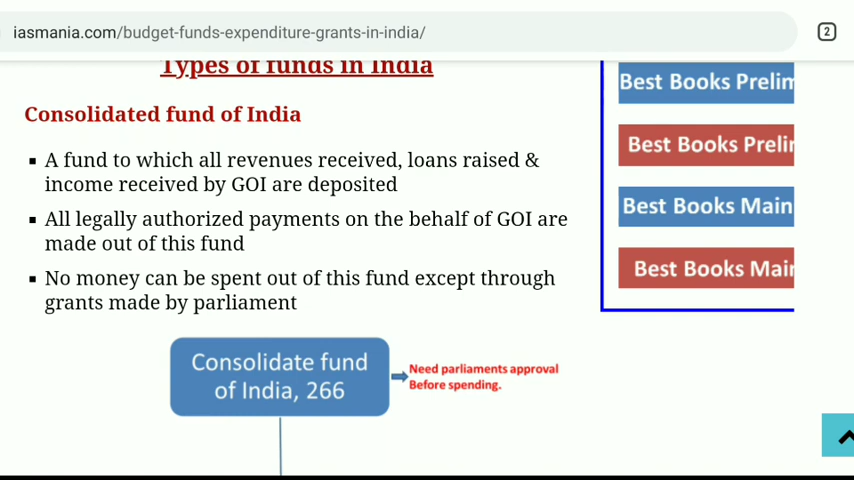 iasmania.com/budget-funds-expenditure-grants-in-india/
2
Types of funds in India
Consolidated fund of India
▪ A fund to which all revenues received, loans raised &
income received by GOI are deposited
▪ All legally authorized payments on the behalf of GOI are
made out of this fund
▪ No money can be spent out of this fund except through
grants made by parliament
Consolidate fund
of India, 266
Need parliaments approval
Before spending.
Best Books Prelim
Best Books Prelim
Best Books Main
Best Books Main